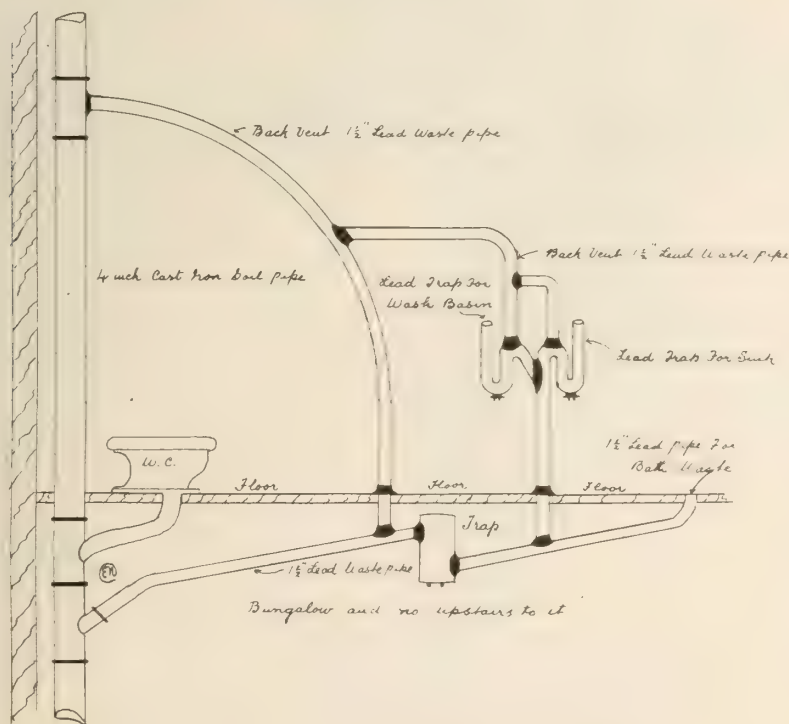 Back Vent 1½" Lead Waste pipe
4 inch Cast Iron Soil pipe
Back Vent 1½" Lead Waste pipe
Lead Trap For
Wash Basin
Lead Trap For Sink
1½" Lead pipe For
Bath Waste
W.C.
Floor
Floor
Floor
Trap
1½" Lead Waste pipe
Bungalow and no upstairs to it